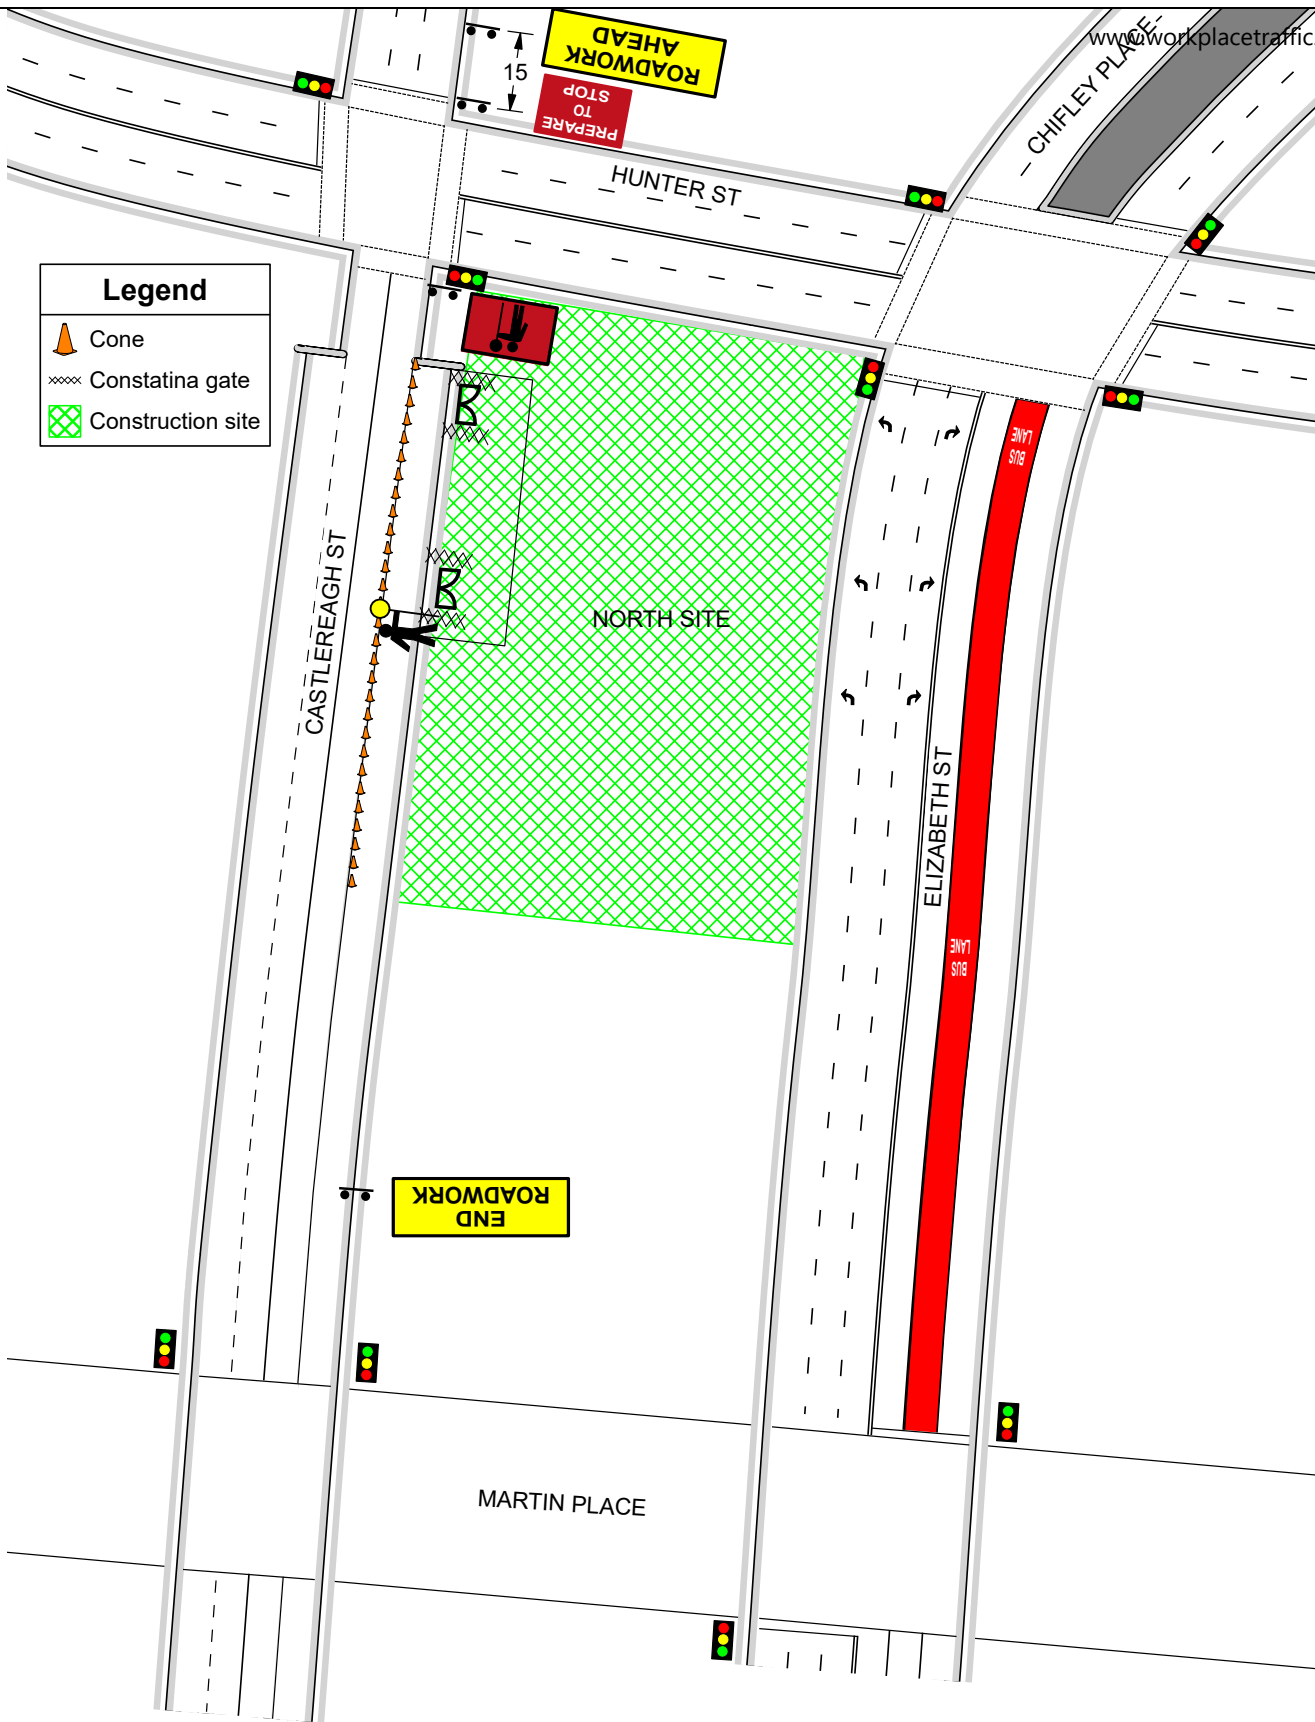 www.workplacetraffic.
ROADWORK
AHEAD
15
PREPARE
TO
STOP
CHIFLEY PLACE
HUNTER ST
Legend
Cone
Constatina gate
Construction site
BUS
LANE
CASTLEREAGH ST
NORTH SITE
ELIZABETH ST
BUS
LANE
END
ROADWORK
MARTIN PLACE